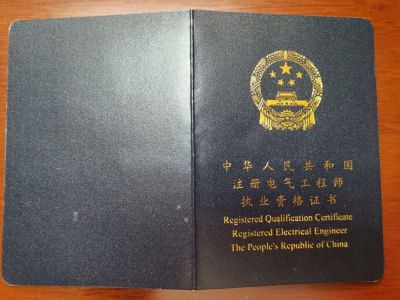 中华人民共和国
注册电气工程师
执业资格证书
Registered Qualification Certificate
Registered Electrical Engineer
The People's Republic of China